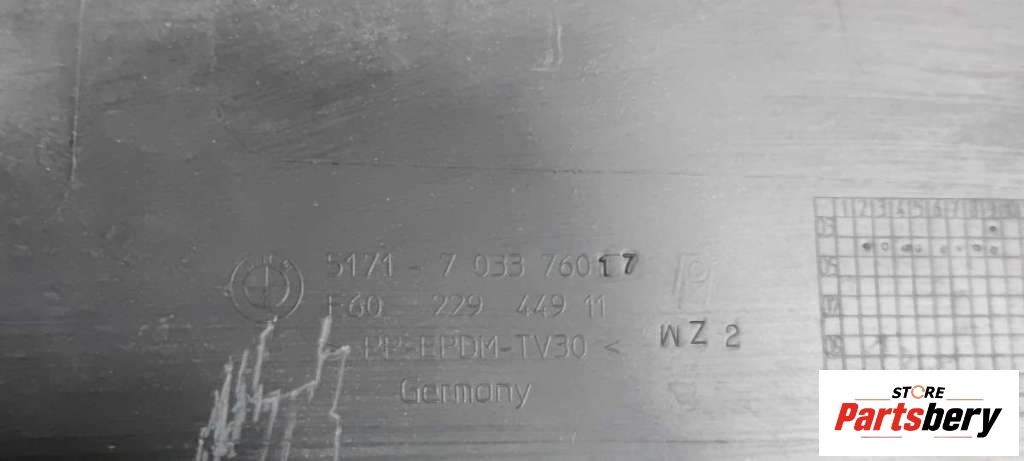 5171 - 7 033 760 17
E60 229 449 11
> PP-EPDM-TV30 <
WZ 2
Germany
STORE
Partsbery